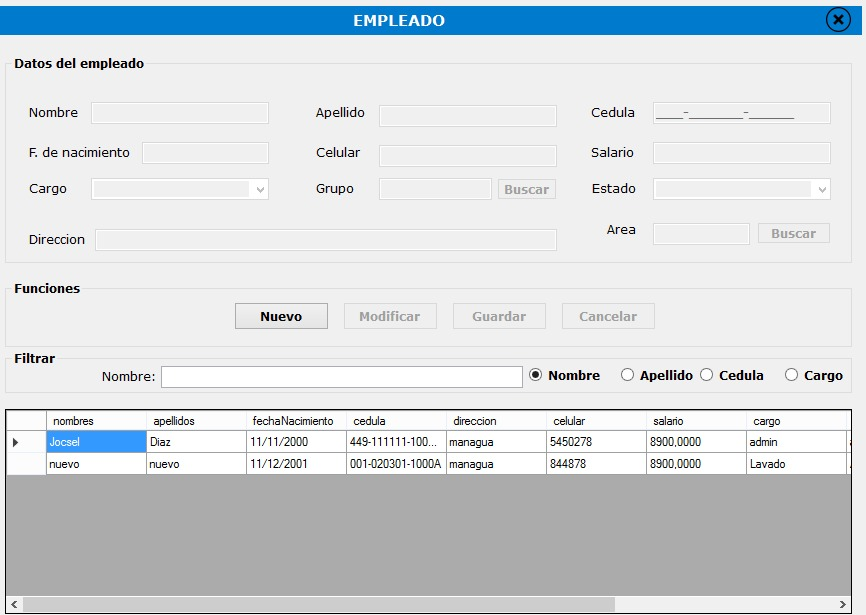 EMPLEADO
Datos del empleado
Nombre Apellido Cedula ____-________-______
F. de nacimiento Celular Salario
Cargo Grupo Buscar Estado
Direccion Area Buscar
Funciones
Nuevo Modificar Guardar Cancelar
Filtrar
Nombre: Nombre Apellido Cedula Cargo
nombres apellidos fechaNacimiento cedula direccion celular salario cargo
Jocsel Diaz 11/11/2000 449-111111-100... managua 5450278 8900,0000 admin
nuevo nuevo 11/12/2001 001-020301-1000A managua 844878 8900,0000 Lavado